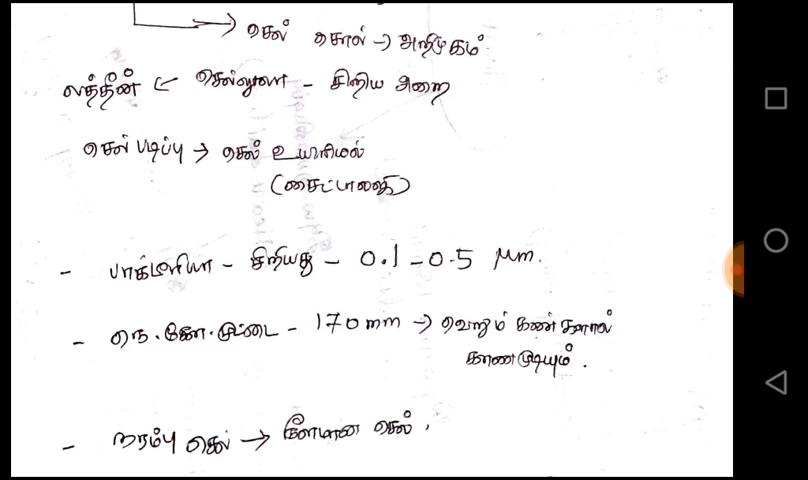 → செல் சொல் → அறிமுகம்
லத்தீன் ← செல்லுலா - சிறிய அறை
செல் படிப்பு → செல் உயிரியல்
(சைட்டாலஜி)
- பாக்டீரியா - சிறியது - 0.1 - 0.5 μm.
- நெ. கோ. முட்டை - 170 mm → வெறும் கண்களால்
காண முடியும்.
- நரம்பு செல் → நீளமான செல்.